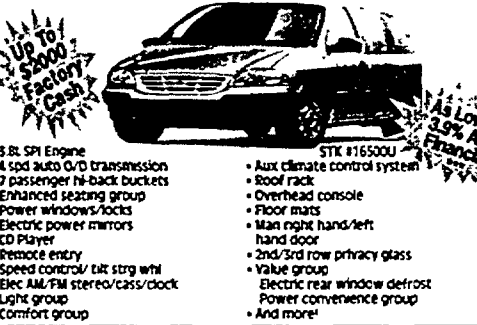 Up To
$2000
Factory
Cash
As Low
3.9% A
Financi
3.8L SPI Engine
4 spd auto O/D transmission
7 passenger hi-back buckets
Enhanced seating group
Power windows/locks
Electric power mirrors
CD Player
Remote entry
Speed control/ tilt strg whl
Elec AM/FM stereo/cass/clock
Light group
Comfort group
STK #16500U
• Aux climate control system
• Roof rack
• Overhead console
• Floor mats
• Man right hand/left
hand door
• 2nd/3rd row privacy glass
• Value group
Electric rear window defrost
Power convenience group
• And more!